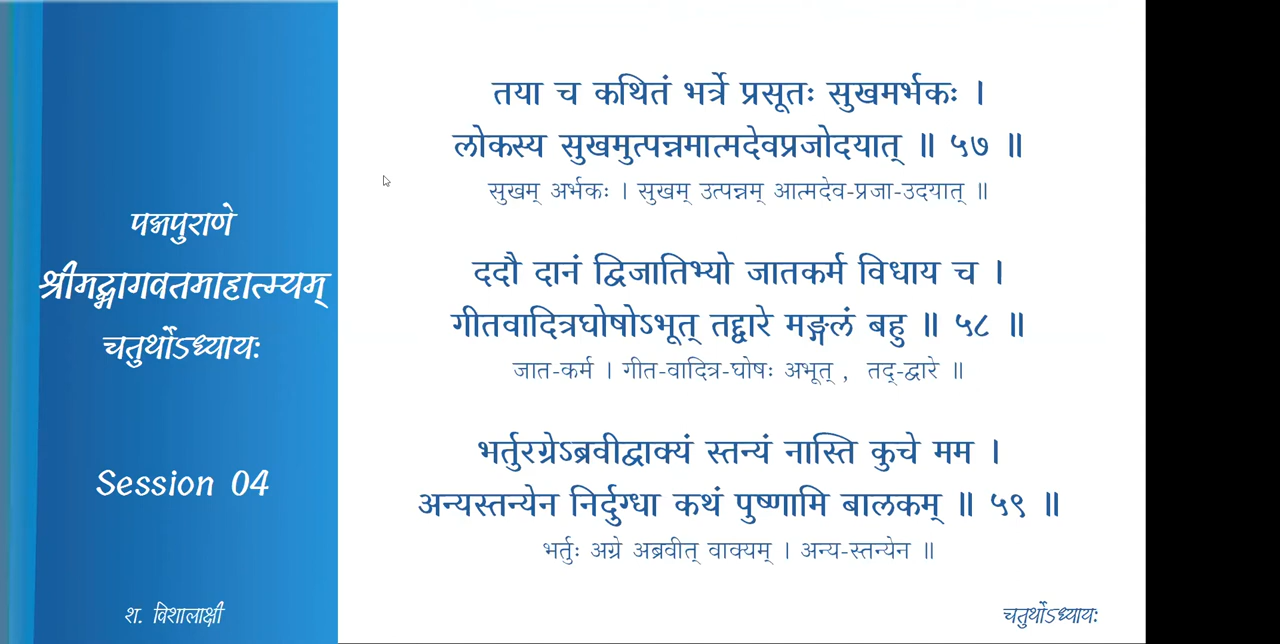 पद्मपुराणे
श्रीमद्भागवतमाहात्म्यम्
चतुर्थोऽध्यायः
Session 04
श. विशालाक्षी
तया च कथितं भर्त्रे प्रसूतः सुखमर्भकः ।
लोकस्य सुखमुत्पन्नमात्मदेवप्रजोदयात् ॥ ५७ ॥
सुखम् अर्भकः । सुखम् उत्पन्नम् आत्मदेव-प्रजा-उदयात् ॥
ददौ दानं द्विजातिभ्यो जातकर्म विधाय च ।
गीतवादित्रघोषोऽभूत् तद्द्वारे मङ्गलं बहु ॥ ५८ ॥
जात-कर्म । गीत-वादित्र-घोषः अभूत् , तद्-द्वारे ॥
भर्तुरग्रेऽब्रवीद्वाक्यं स्तन्यं नास्ति कुचे मम ।
अन्यस्तन्येन निर्दुग्धा कथं पुष्णामि बालकम् ॥ ५९ ॥
भर्तुः अग्रे अब्रवीत् वाक्यम् । अन्य-स्तन्येन ॥
चतुर्थोऽध्यायः